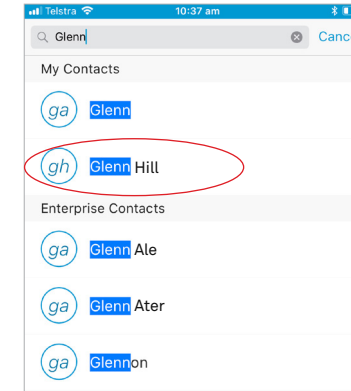 Telstra 10:37 am
Glenn Canc
My Contacts
ga Glenn
gh Glenn Hill
Enterprise Contacts
ga Glenn Ale
ga Glenn Ater
ga Glennon